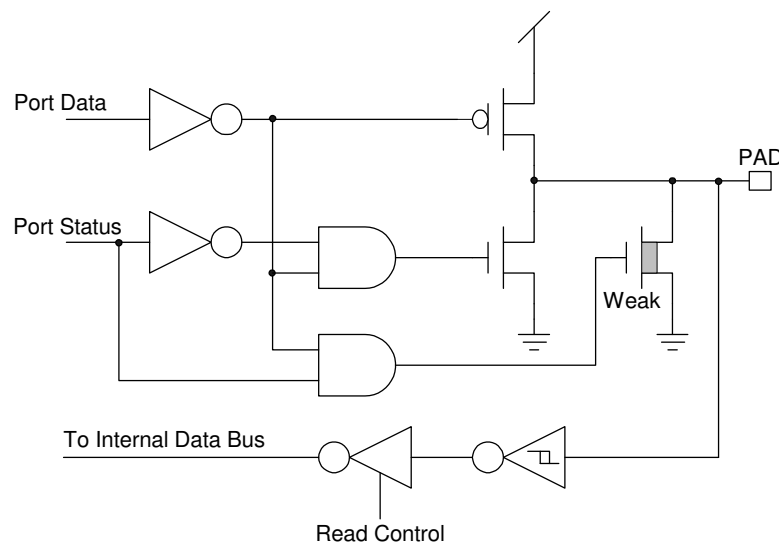 Port Data
PAD
Port Status
Weak
To Internal Data Bus
Read Control